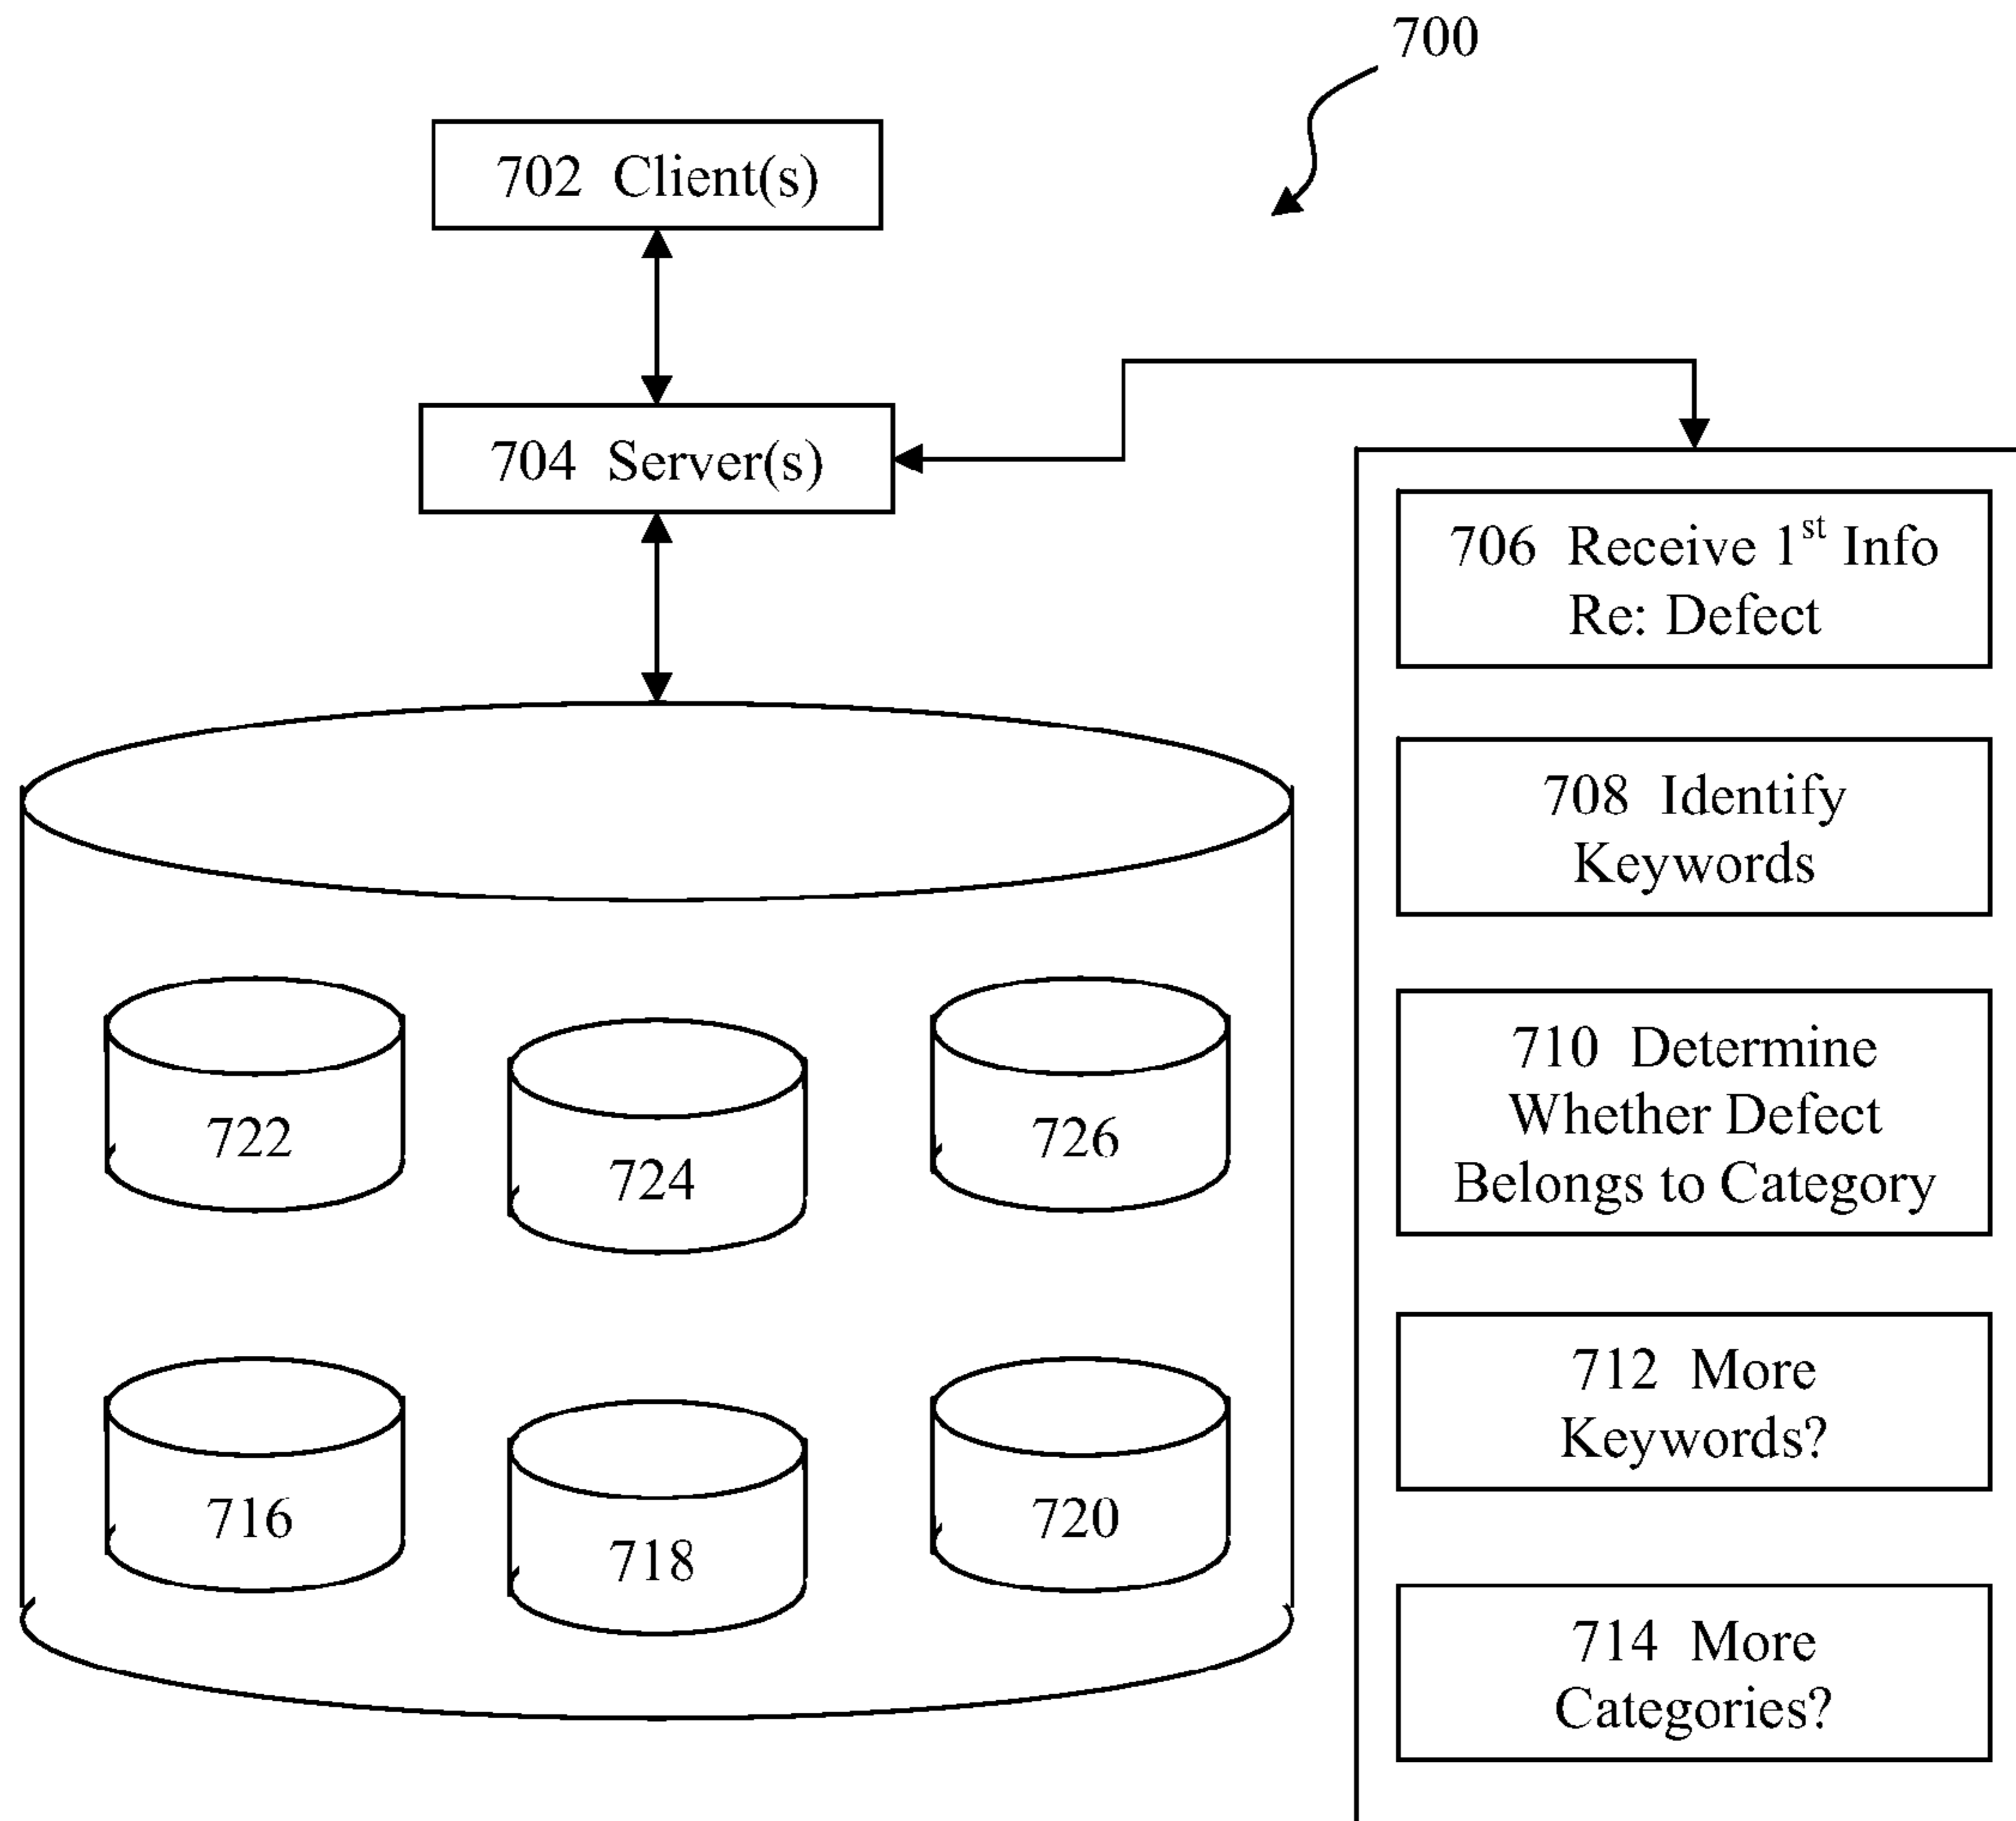 700
702 Client(s)
704 Server(s)
706 Receive 1st Info
Re: Defect
708 Identify
Keywords
710 Determine
Whether Defect
Belongs to Category
712 More
Keywords?
714 More
Categories?
722
724
726
716
718
720